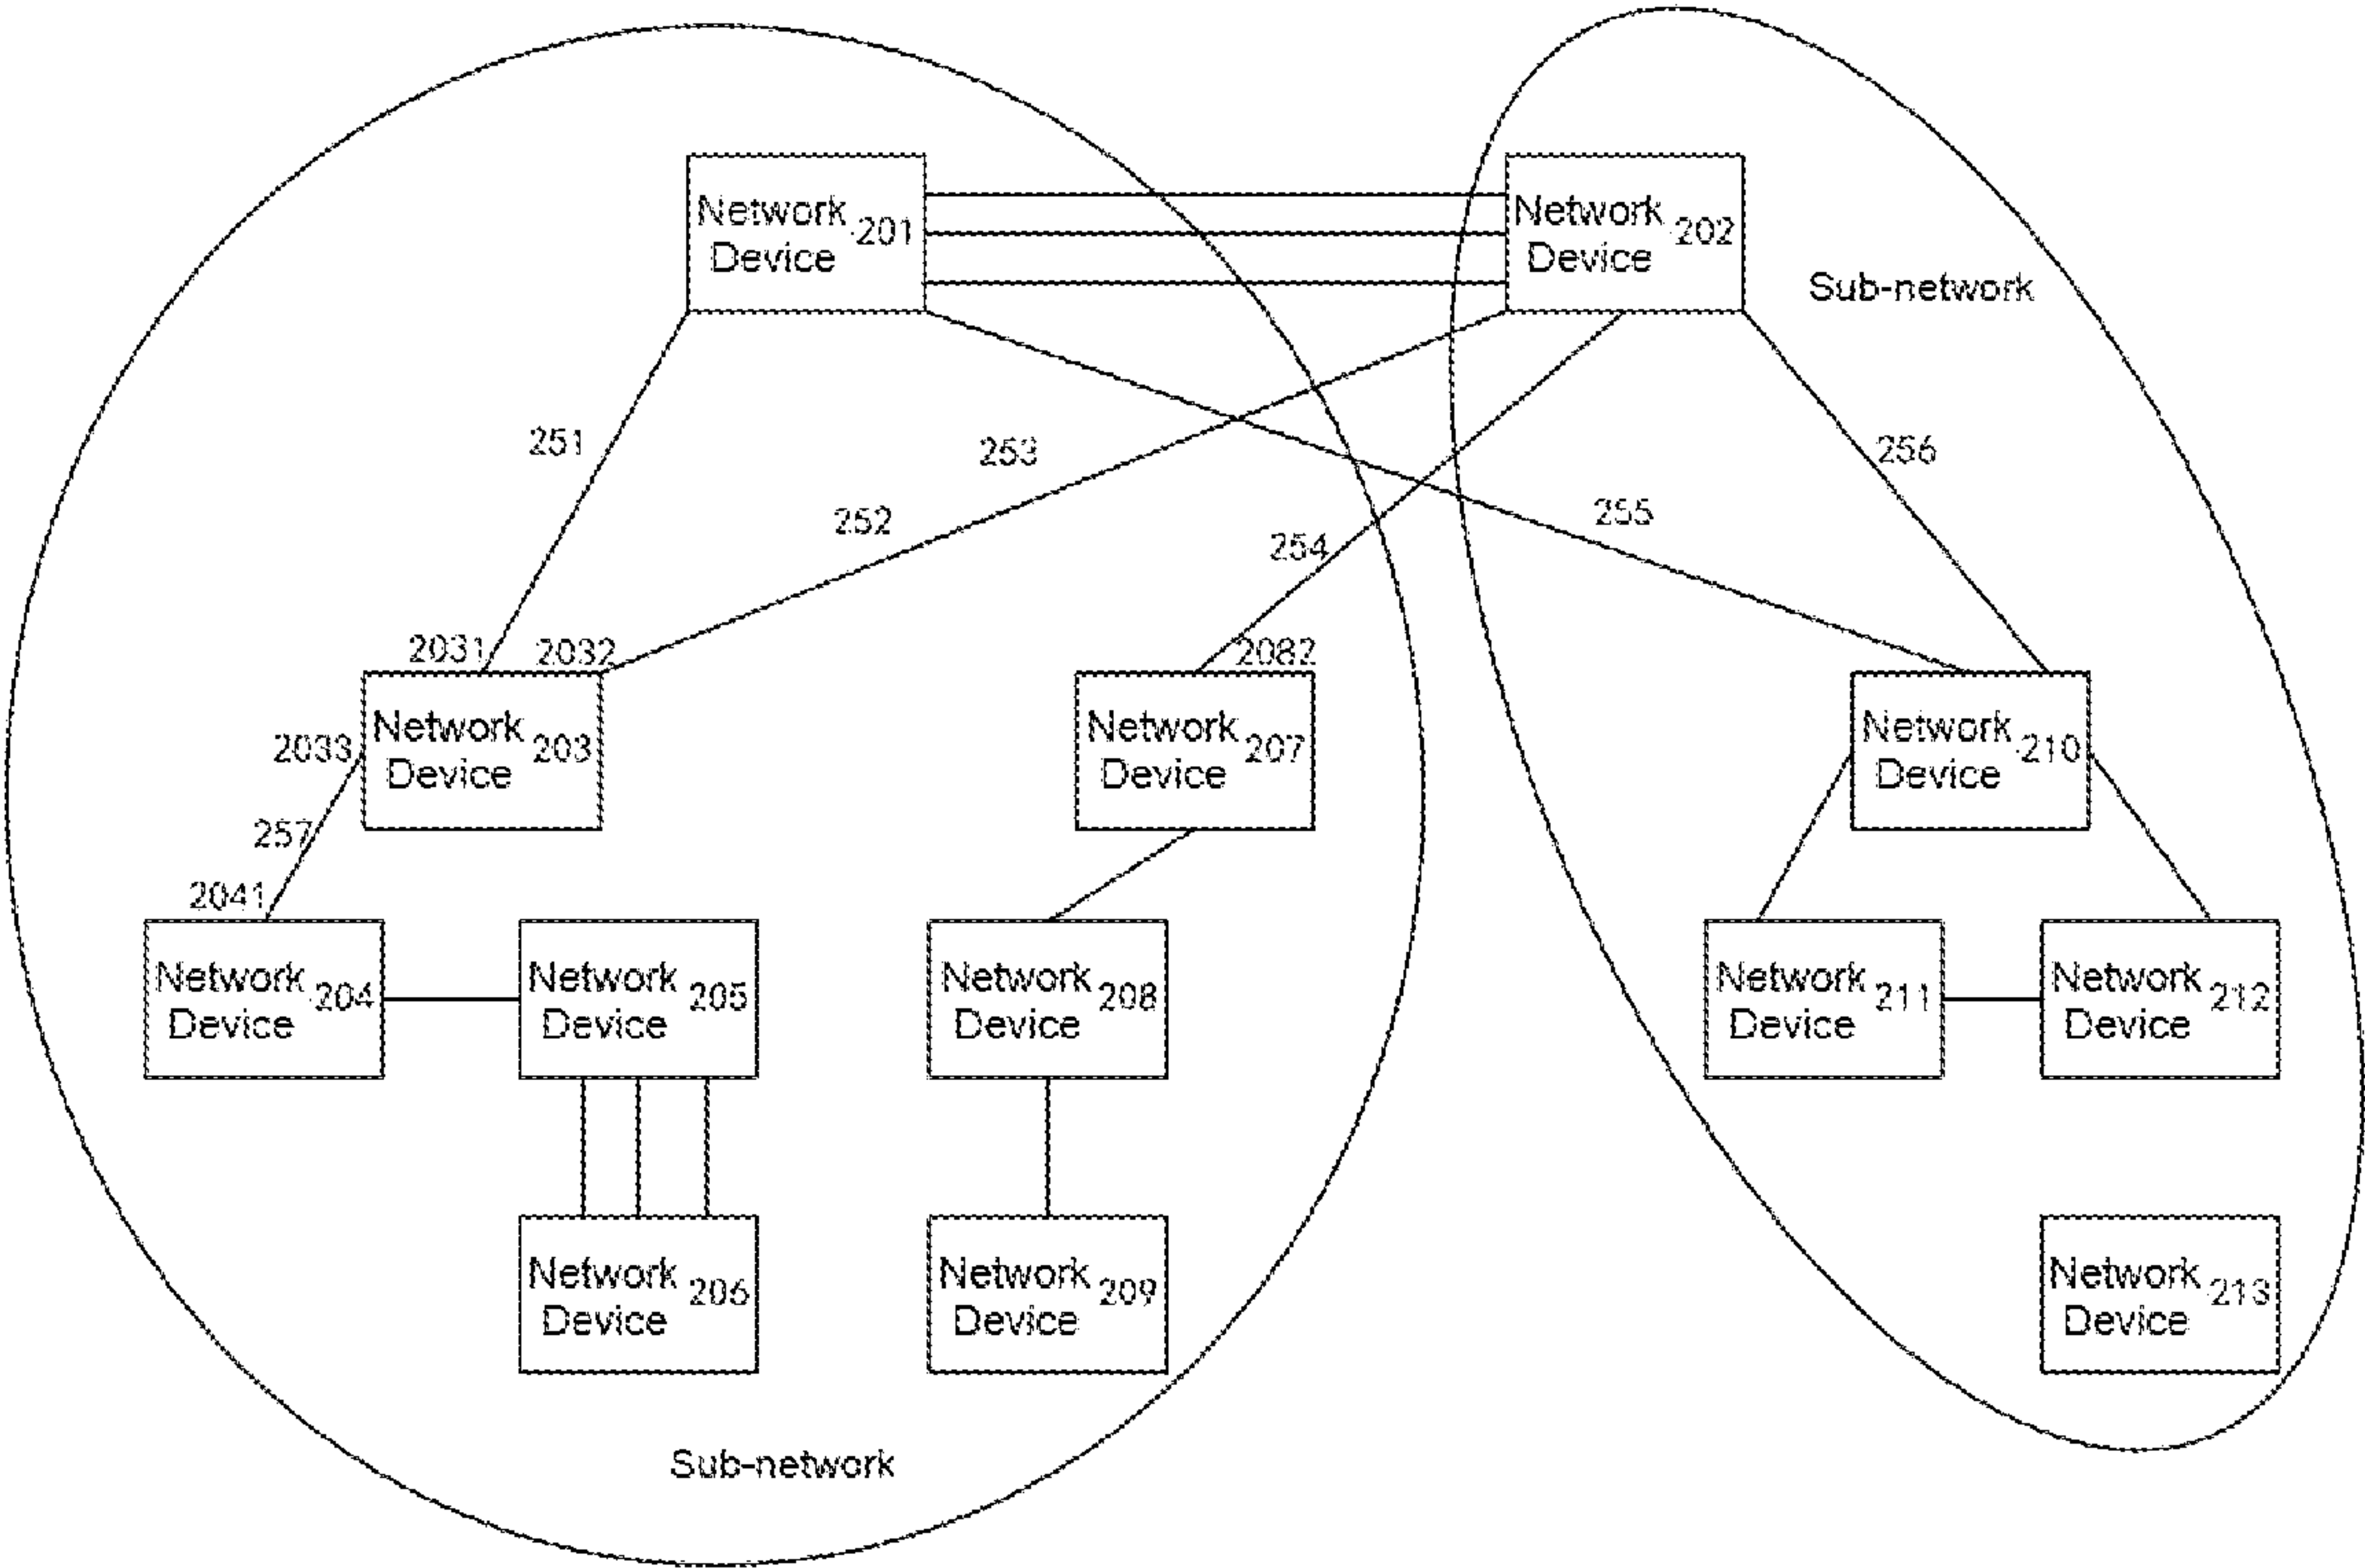 Network
Device
201
Network
Device
202
Sub-network
251
253
256
252
255
254
2031
2032
2082
Network
Device
203
2033
Network
Device
207
Network
Device
210
257
2041
Network
Device
204
Network
Device
205
Network
Device
208
Network
Device
211
Network
Device
212
Network
Device
206
Network
Device
209
Network
Device
213
Sub-network